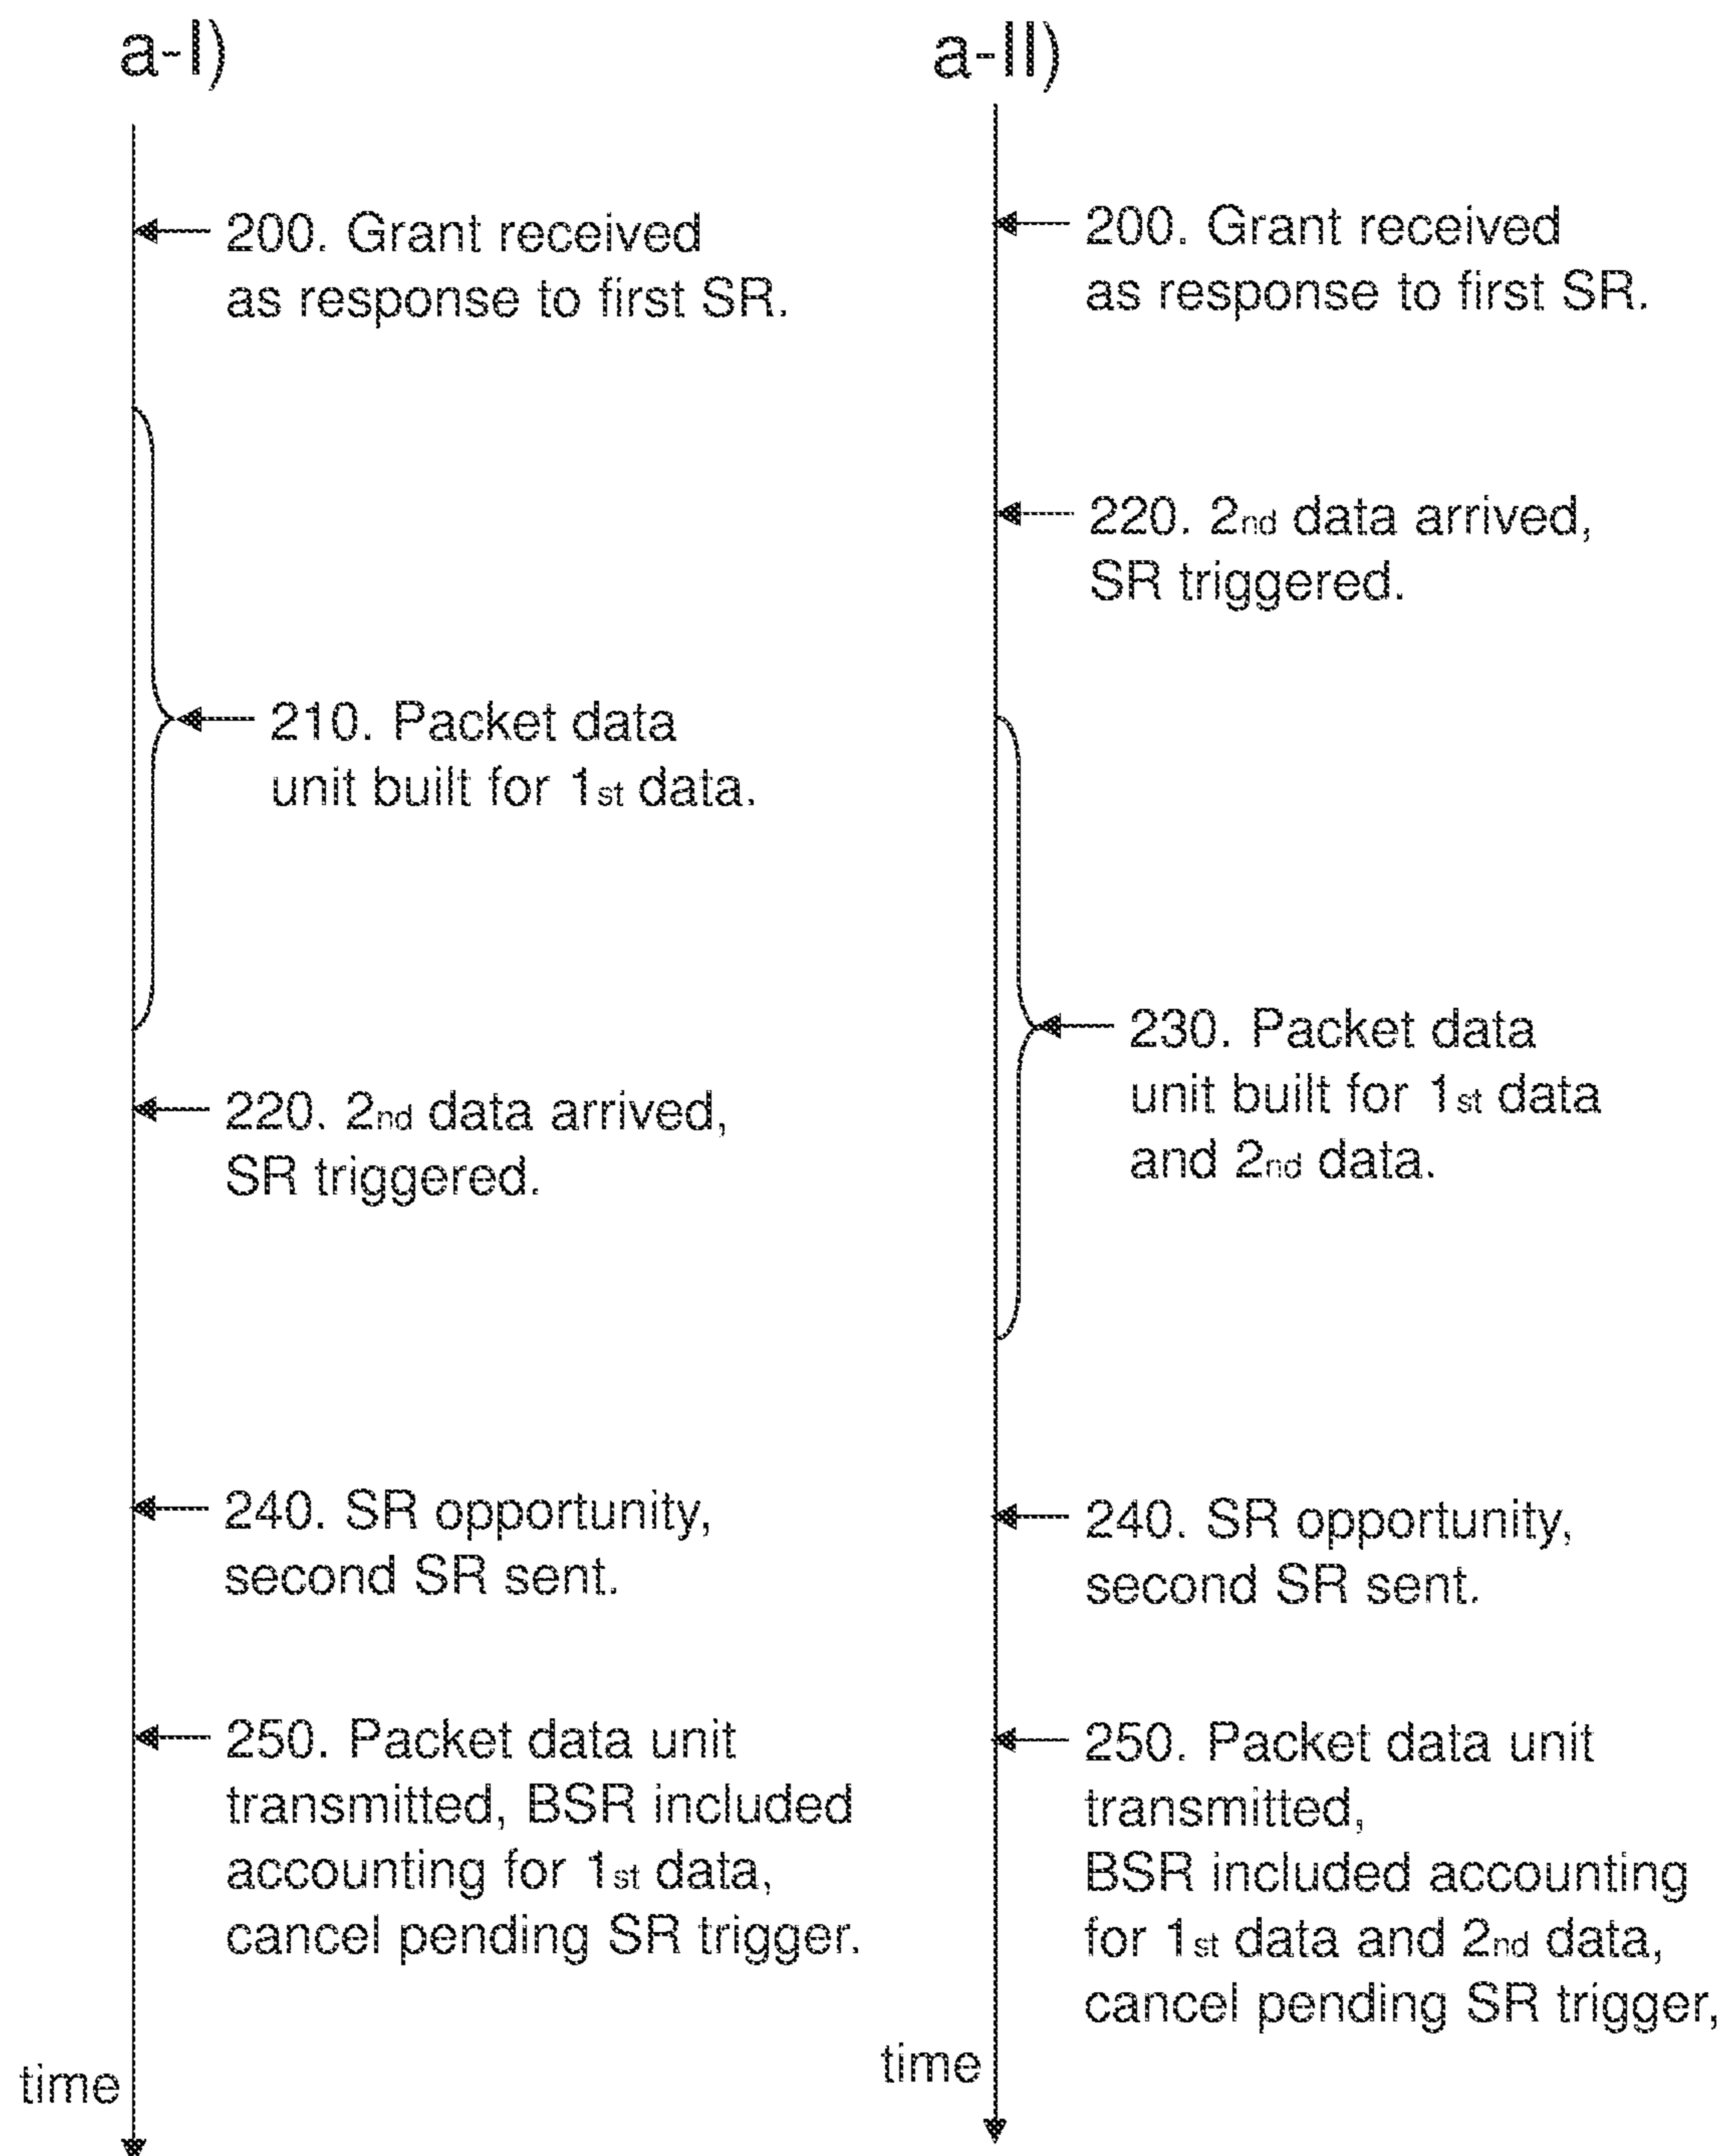 a-I)
200. Grant received
as response to first SR.
210. Packet data
unit built for 1st data.
220. 2nd data arrived,
SR triggered.
240. SR opportunity,
second SR sent.
250. Packet data unit
transmitted, BSR included
accounting for 1st data,
cancel pending SR trigger.
time
a-II)
200. Grant received
as response to first SR.
220. 2nd data arrived,
SR triggered.
230. Packet data
unit built for 1st data
and 2nd data.
240. SR opportunity,
second SR sent.
250. Packet data unit
transmitted,
BSR included accounting
for 1st data and 2nd data,
cancel pending SR trigger,
time